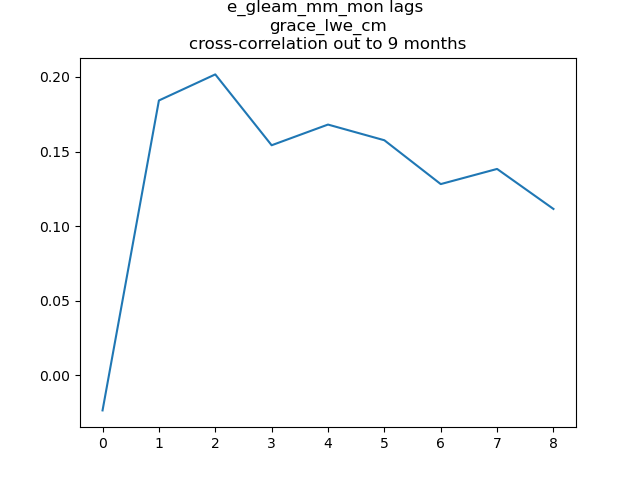 e_gleam_mm_mon lags
grace_lwe_cm
cross-correlation out to 9 months
0.20
0.15
0.10
0.05
0.00
0 1 2 3 4 5 6 7 8